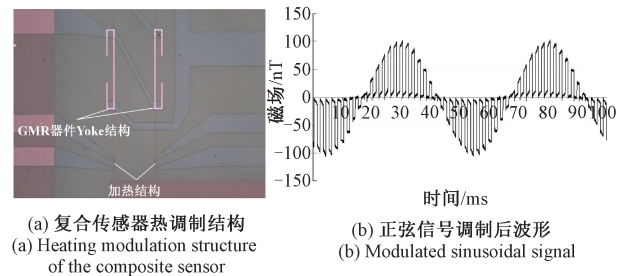 GMR器件Yoke结构
加热结构
(a) 复合传感器热调制结构
(a) Heating modulation structure
of the composite sensor
磁场/nT
150
100
50
0
-50
-100
-150
10 20 30 40 50 60 70 80 90 100
时间/ms
(b) 正弦信号调制后波形
(b) Modulated sinusoidal signal